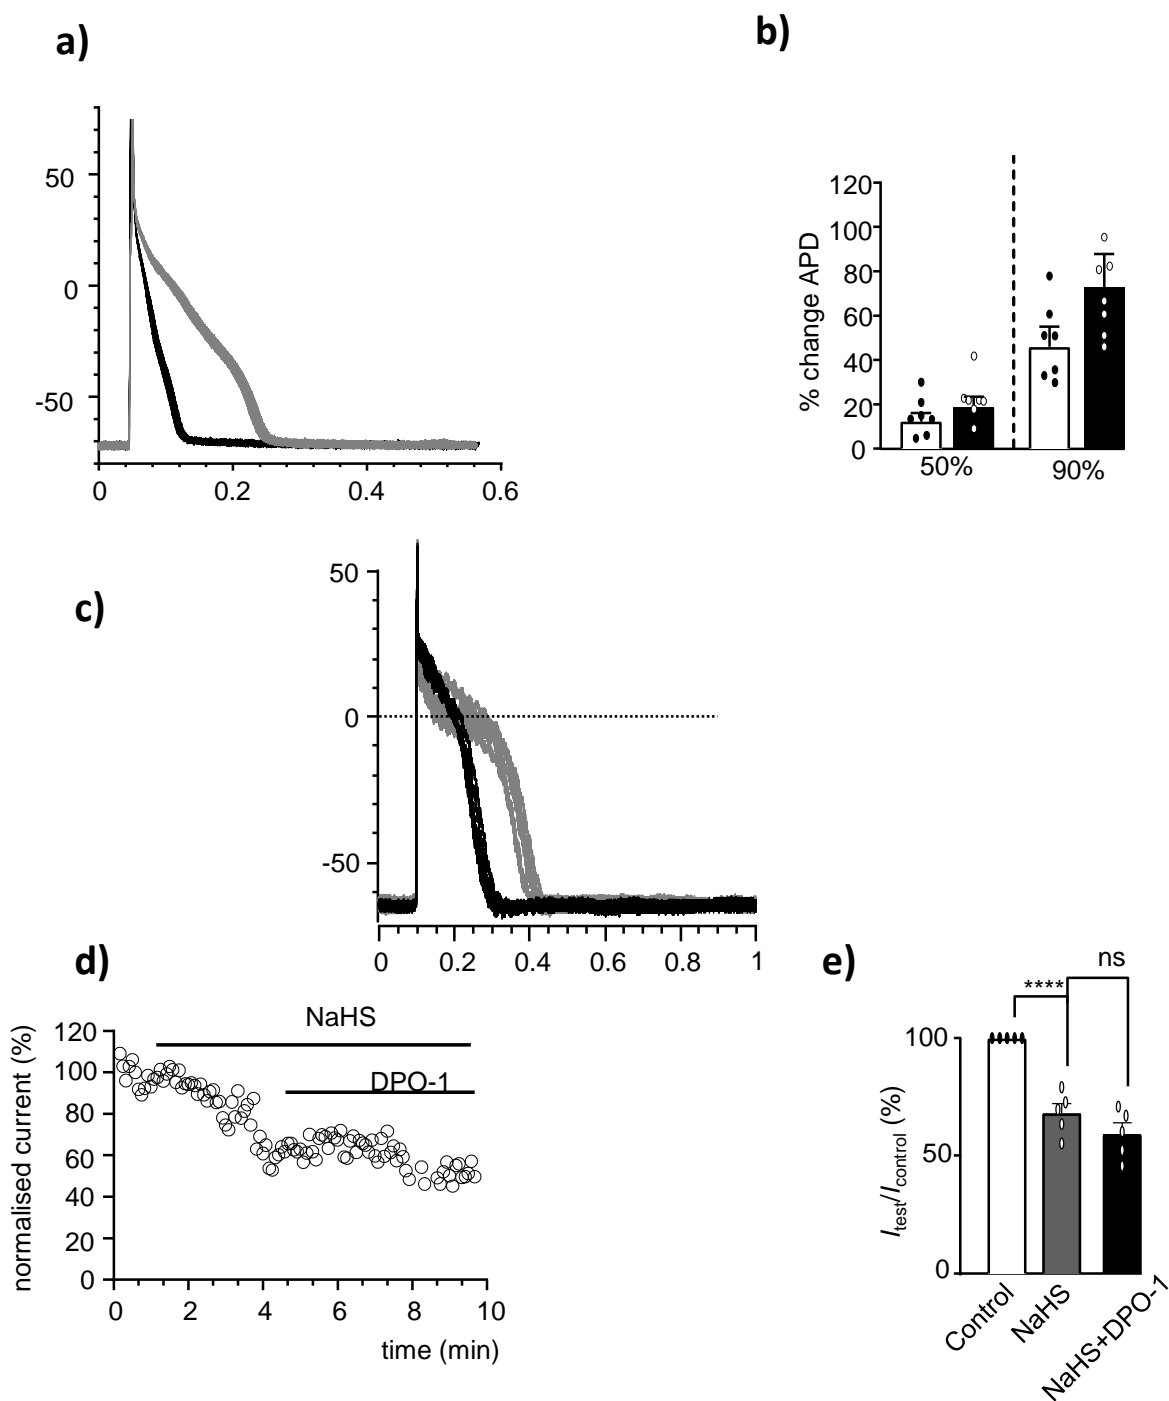 a)
50
0
-50
0 0.2 0.4 0.6
b)
% change APD
120
100
80
60
40
20
0
50% 90%
c)
50
0
-50
0 0.2 0.4 0.6 0.8 1
d)
normalised current (%)
120
100
80
60
40
20
0
NaHS
DPO-1
0 2 4 6 8 10
time (min)
e)
ns
****
Itest/Icontrol (%)
100
50
0
Control
NaHS
NaHS+DPO-1